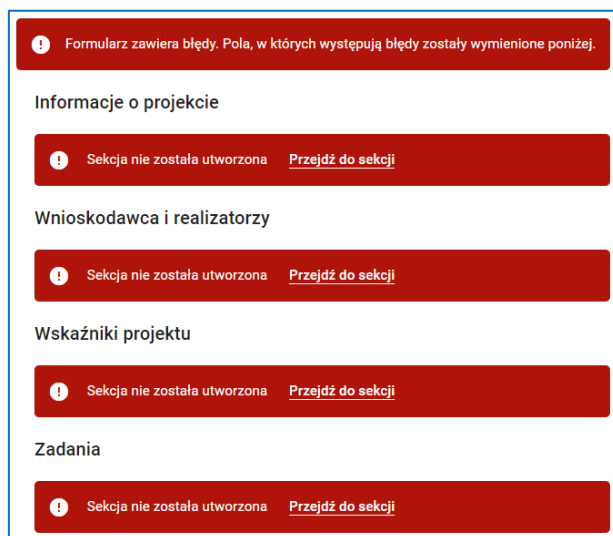 Formularz zawiera błędy. Pola, w których występują błędy zostały wymienione poniżej.
Informacje o projekcie
Sekcja nie została utworzona Przejdź do sekcji
Wnioskodawca i realizatorzy
Sekcja nie została utworzona Przejdź do sekcji
Wskaźniki projektu
Sekcja nie została utworzona Przejdź do sekcji
Zadania
Sekcja nie została utworzona Przejdź do sekcji